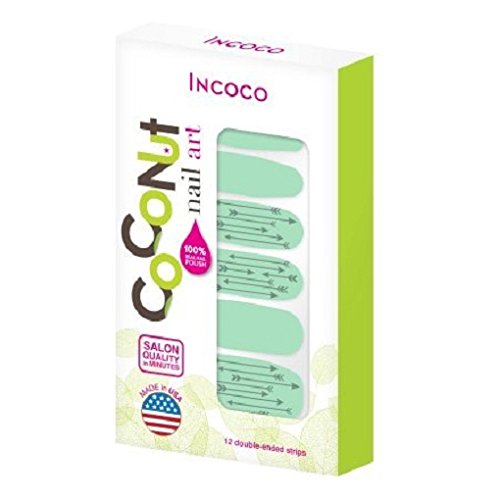 INCOCO
COCONUT
nail art
100%
REAL NAIL
POLISH
SALON
QUALITY
IN MINUTES
MADE IN USA
12 double-ended strips